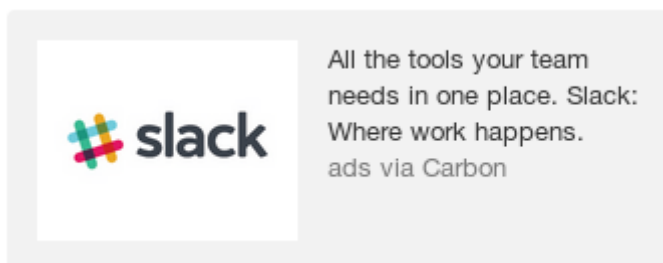 slack
All the tools your team
needs in one place. Slack:
Where work happens.
ads via Carbon